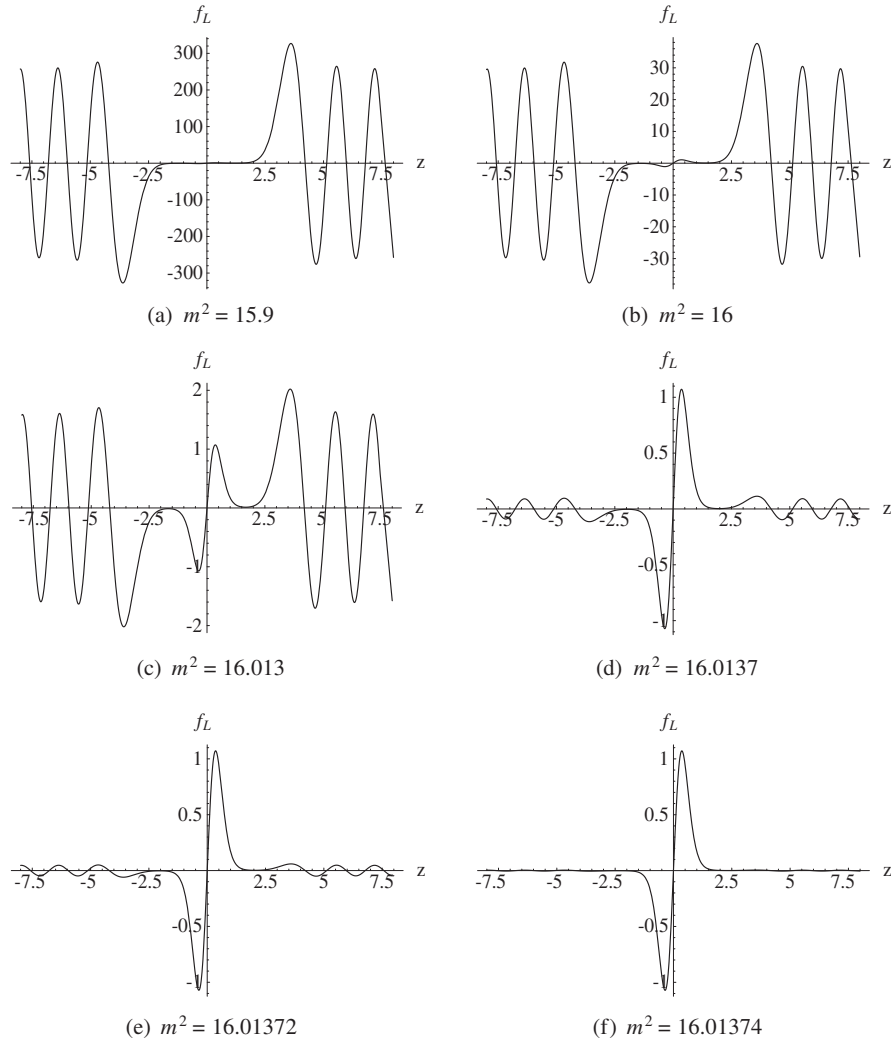 f_L
300
200
100
-7.5 -5 -2.5 2.5 5 7.5 z
-100
-200
-300
(a) m² = 15.9
f_L
30
20
10
-7.5 -5 -2.5 2.5 5 7.5 z
-10
-20
-30
(b) m² = 16
f_L
2
1
-7.5 -5 -2.5 2.5 5 7.5 z
-1
-2
(c) m² = 16.013
f_L
1
0.5
-7.5 -5 -2.5 2.5 5 7.5 z
-0.5
-1
(d) m² = 16.0137
f_L
1
0.5
-7.5 -5 -2.5 2.5 5 7.5 z
-0.5
-1
(e) m² = 16.01372
f_L
1
0.5
-7.5 -5 -2.5 2.5 5 7.5 z
-0.5
-1
(f) m² = 16.01374